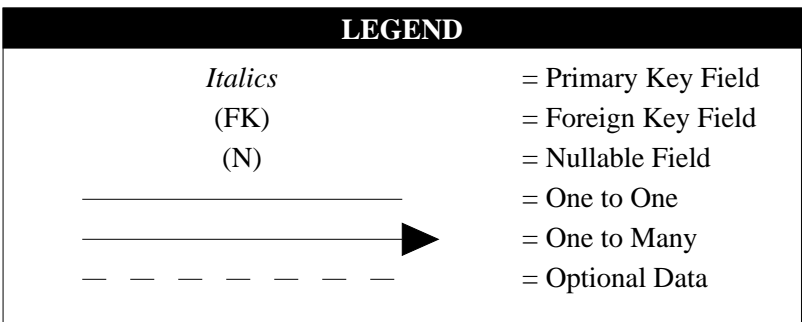 LEGEND
Italics = Primary Key Field
(FK) = Foreign Key Field
(N) = Nullable Field
= One to One
= One to Many
= Optional Data